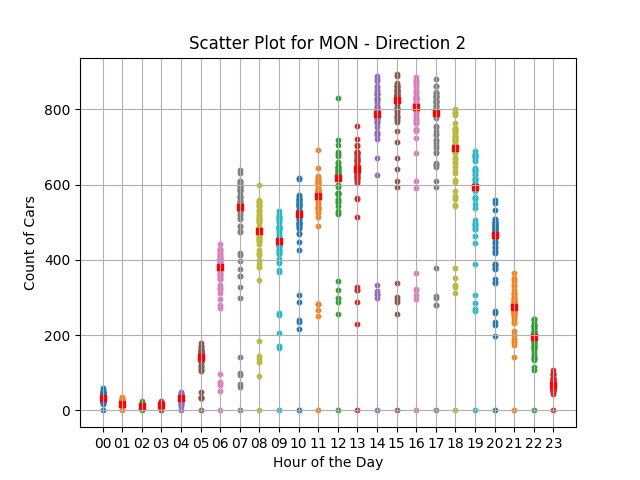 Scatter Plot for MON - Direction 2
Count of Cars
800
600
400
200
0
00 01 02 03 04 05 06 07 08 09 10 11 12 13 14 15 16 17 18 19 20 21 22 23
Hour of the Day